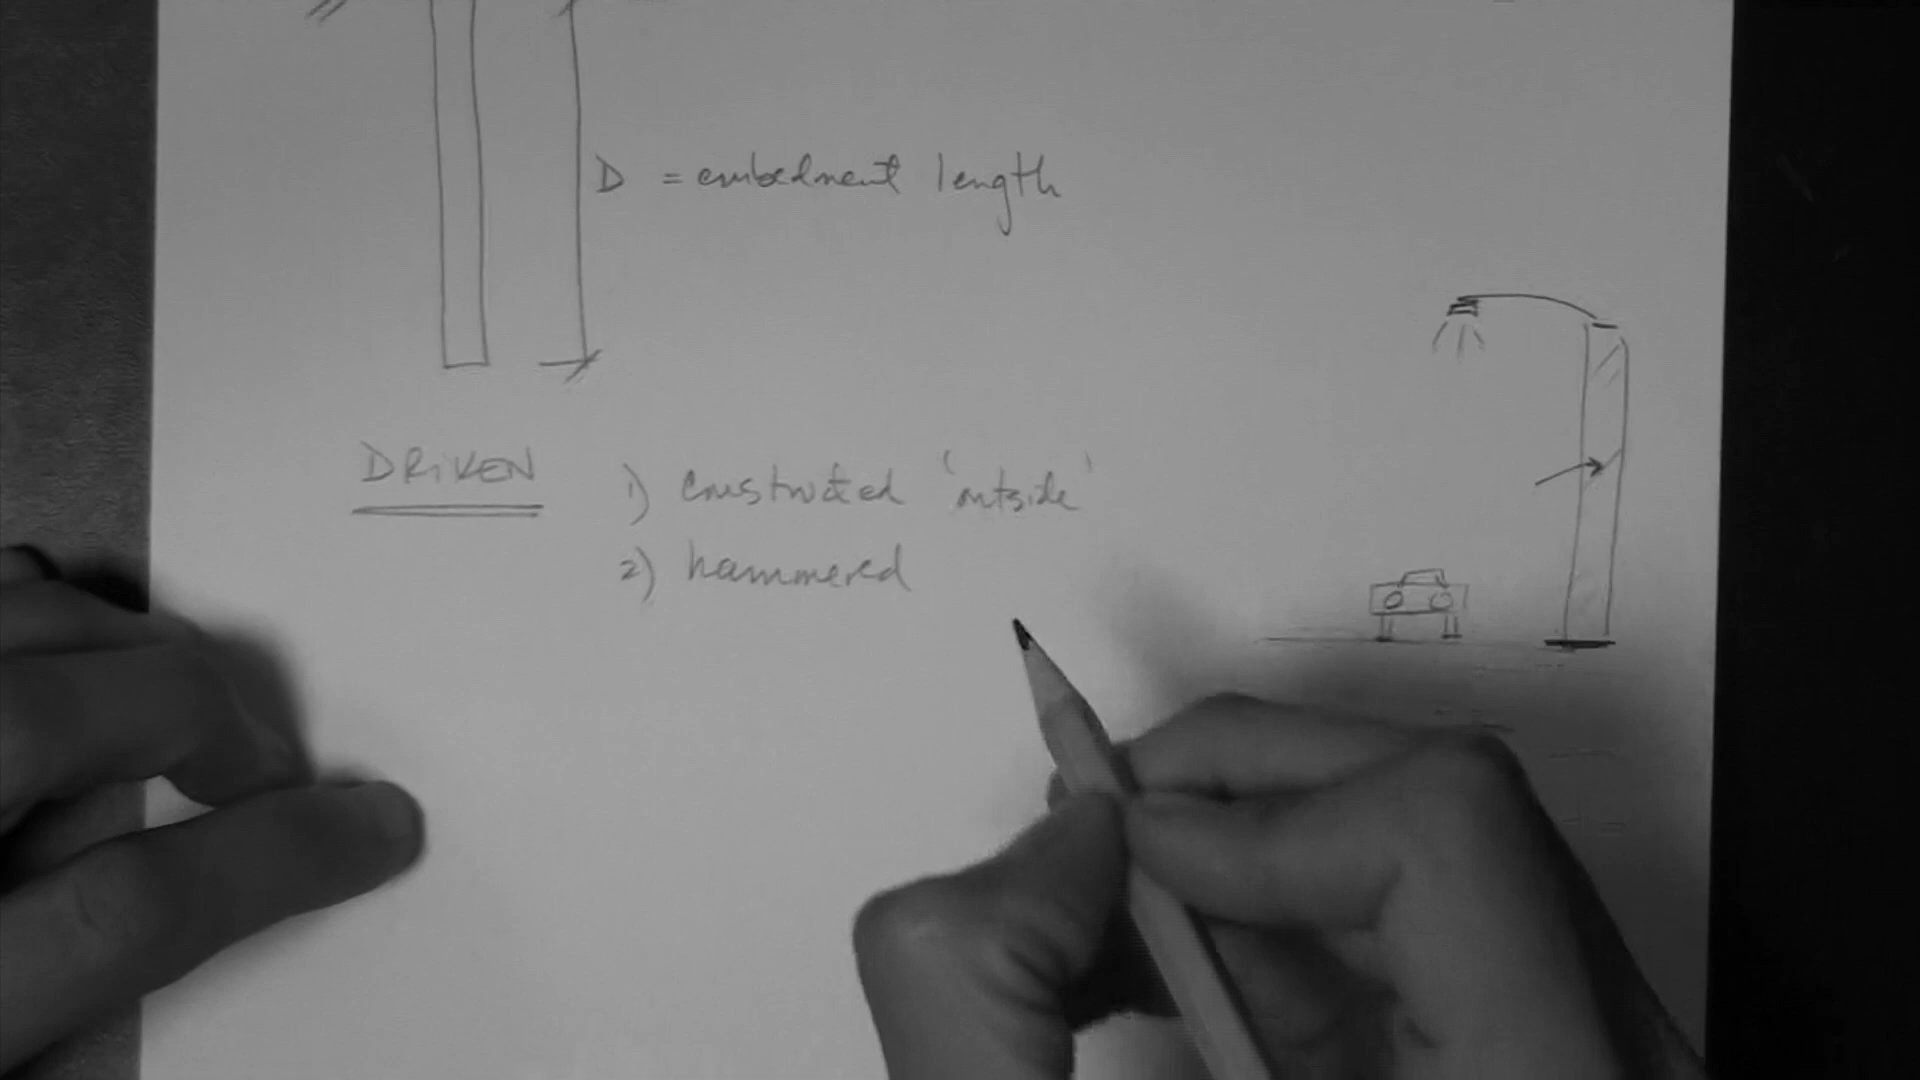 D = embedment length
DRIVEN
1) constructed 'outside'
2) hammered